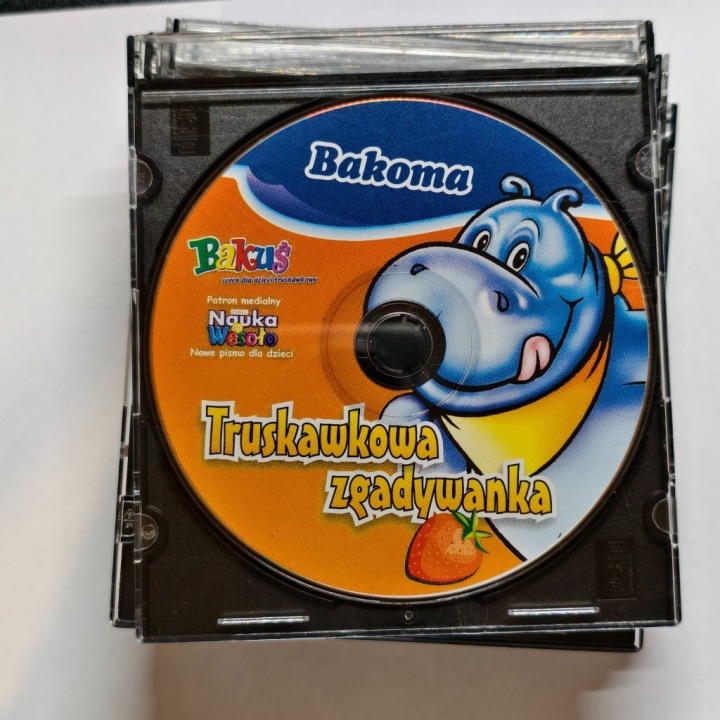 Bakoma
Bakuś
serek dla dzieci truskawkowy
Patron medialny
Nauka
Wesoło
Nowe pismo dla dzieci
Truskawkowa
zgadywanka